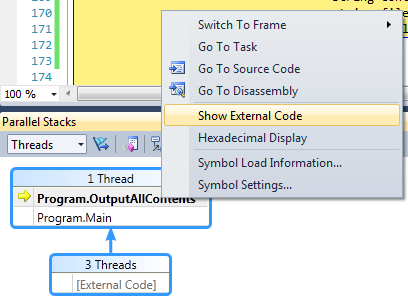 170
171
172
173
174
100 %
Switch To Frame
Go To Task
Go To Source Code
Go To Disassembly
Show External Code
Hexadecimal Display
Symbol Load Information...
Symbol Settings...
Parallel Stacks
Threads
1 Thread
Program.OutputAllContents
Program.Main
3 Threads
[External Code]